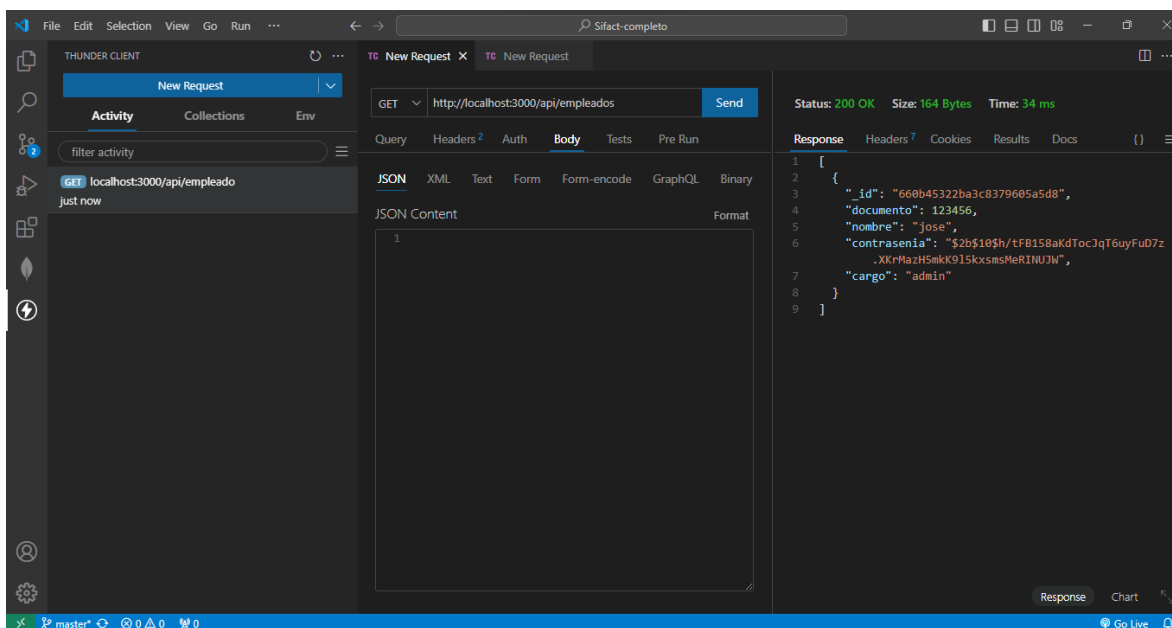 File Edit Selection View Go Run ··· ← → Sifact-completo
THUNDER CLIENT
New Request
Activity Collections Env
filter activity
GET localhost:3000/api/empleado
just now
2
TC New Request × TC New Request
GET http://localhost:3000/api/empleados Send
Query Headers 2 Auth Body Tests Pre Run
JSON XML Text Form Form-encode GraphQL Binary
JSON Content Format
1
Status: 200 OK Size: 164 Bytes Time: 34 ms
Response Headers 7 Cookies Results Docs {}
1 [
2 {
3 "_id": "660b45322ba3c8379605a5d8",
4 "documento": 123456,
5 "nombre": "jose",
6 "contrasenia": "$2b$10$h/tFB158aKdTocJqT6uyFuD7z
.XKrMazH5mkK9l5kxsmsMeRINUJW",
7 "cargo": "admin"
8 }
9 ]
Response Chart
master* 0 0 0 Go Live